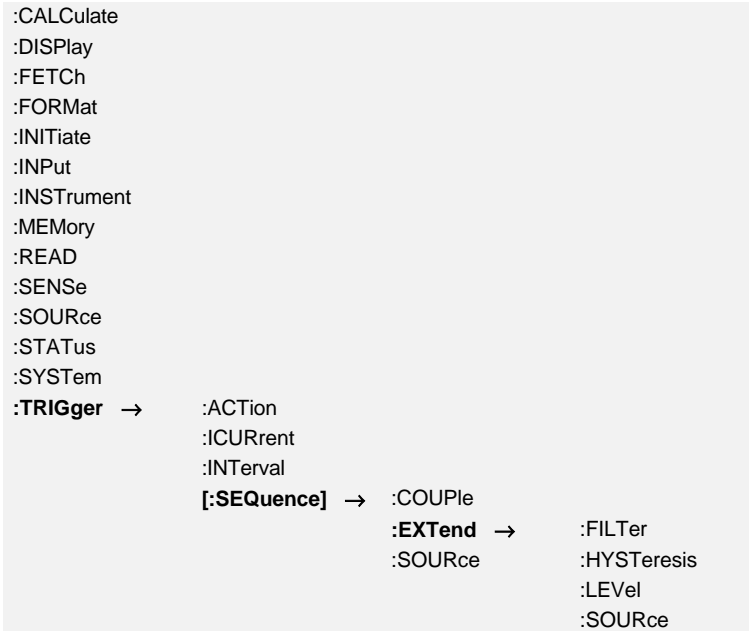 :CALCulate
:DISPlay
:FETCh
:FORMat
:INITiate
:INPut
:INSTrument
:MEMory
:READ
:SENSe
:SOURce
:STATus
:SYSTem
:TRIGger → :ACTion
:ICURrent
:INTerval
[:SEQuence] → :COUPle
:EXTend → :FILTer
:SOURce :HYSTeresis
:LEVel
:SOURce